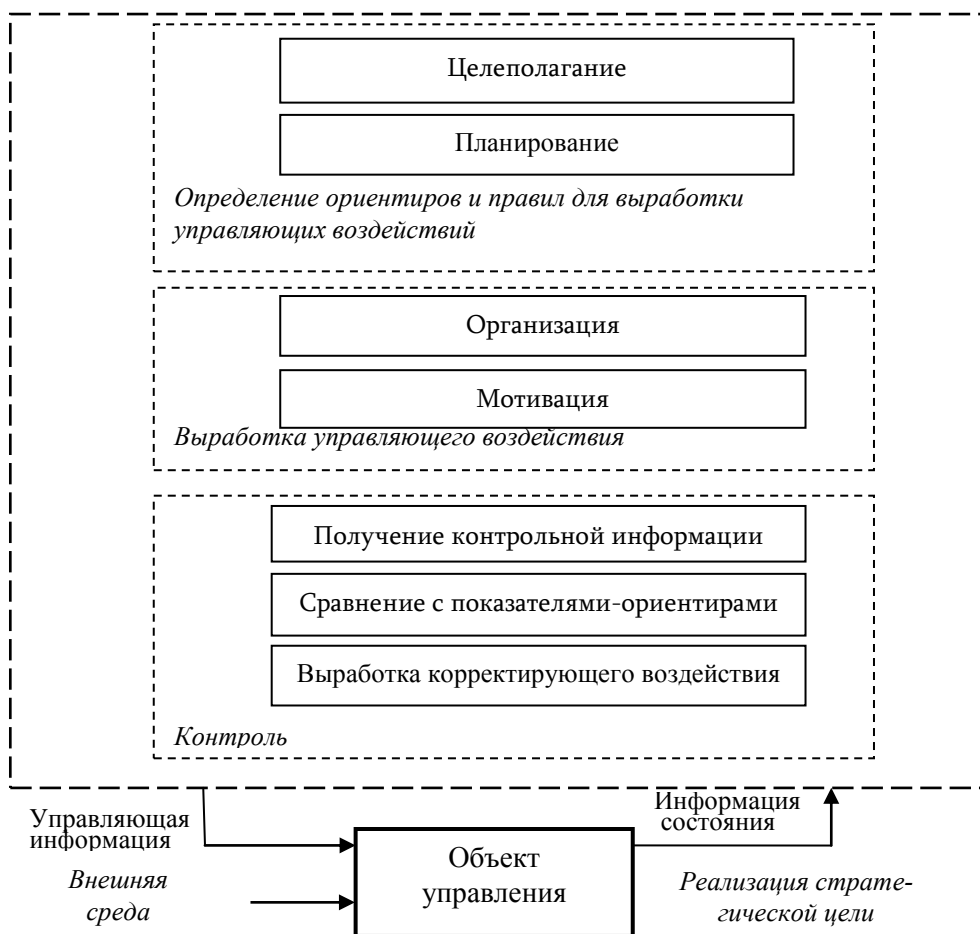 Целеполагание
Планирование
Определение ориентиров и правил для выработки
управляющих воздействий
Организация
Мотивация
Выработка управляющего воздействия
Получение контрольной информации
Сравнение с показателями-ориентирами
Выработка корректирующего воздействия
Контроль
Управляющая
информация
Информация
состояния
Объект
управления
Внешняя
среда
Реализация страте-
гической цели